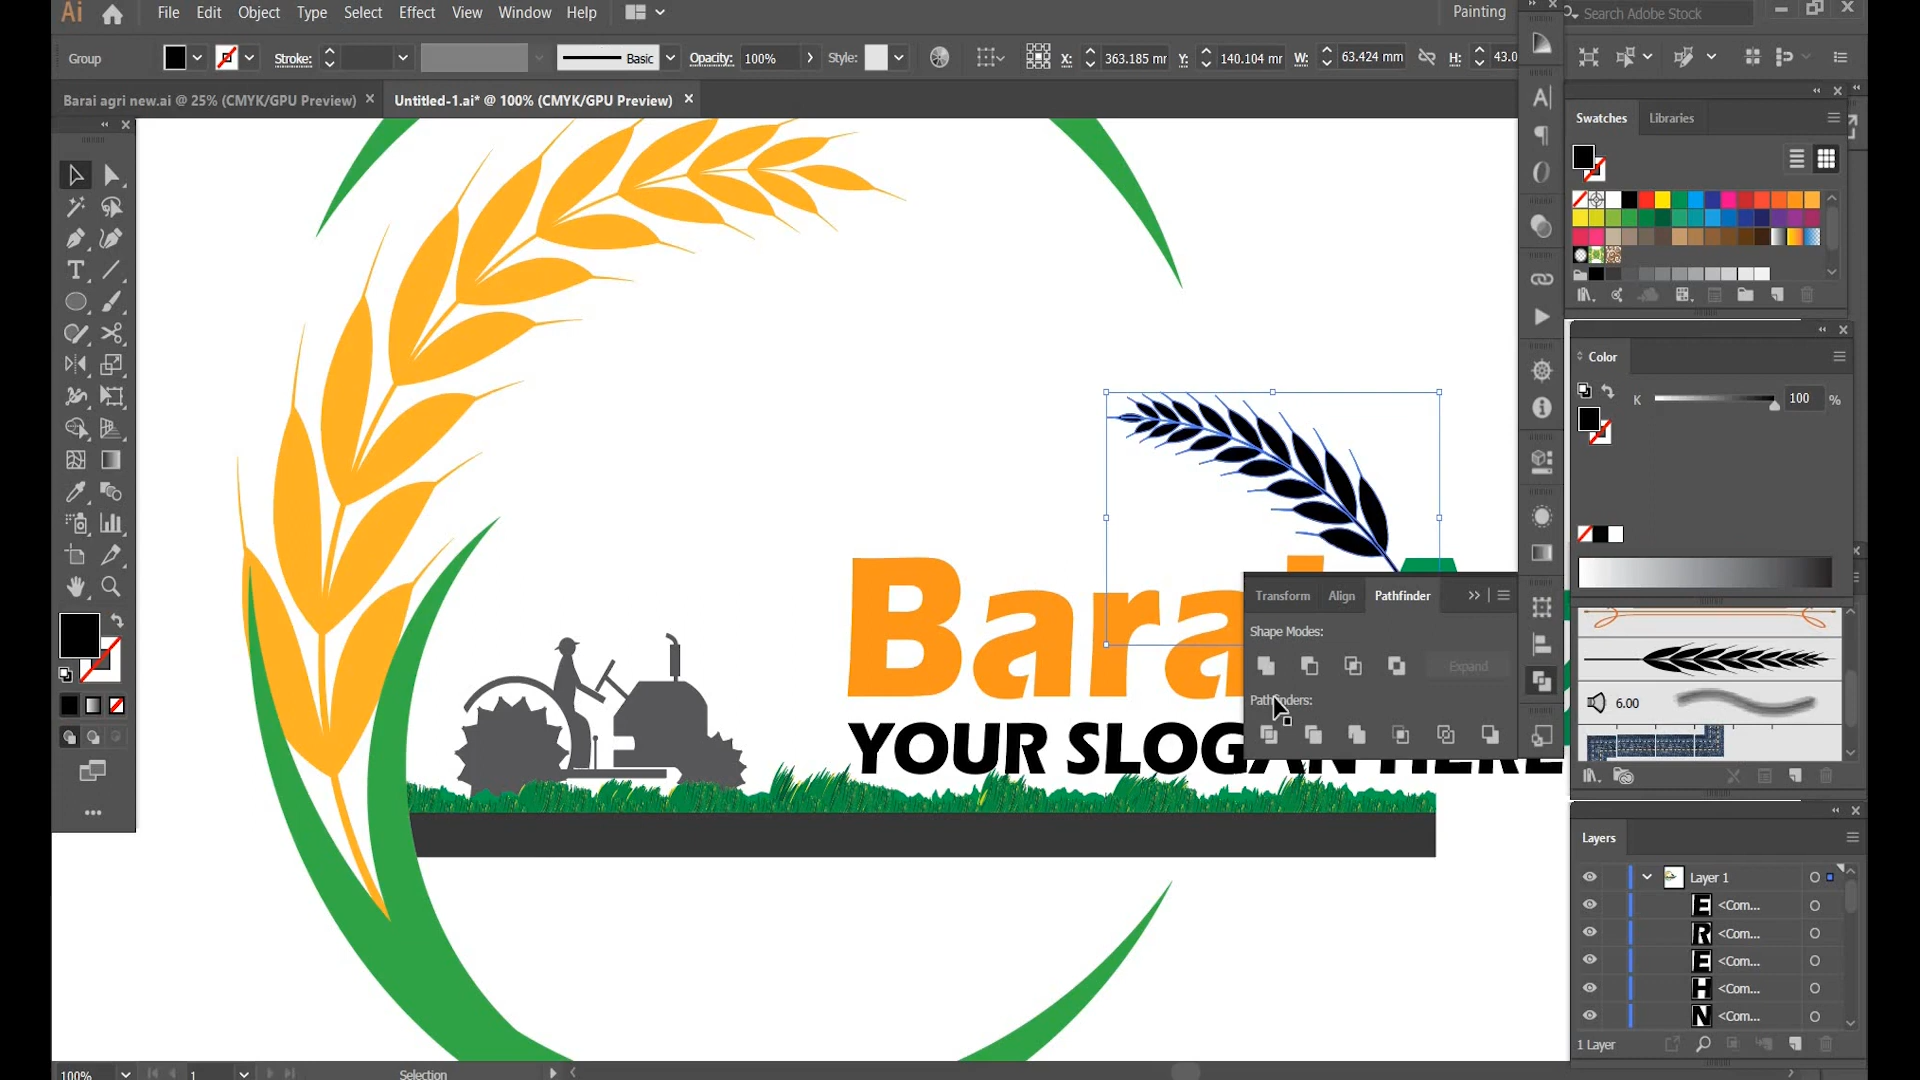 Ai File Edit Object Type Select Effect View Window Help Painting Search Adobe Stock
Group Stroke: Basic Opacity: 100% Style: X: 363.185 mr Y: 140.104 mr W: 63.424 mm H: 43.0
Barai agri new.ai @ 25% (CMYK/GPU Preview) Untitled-1.ai* @ 100% (CMYK/GPU Preview)
Swatches Libraries
Color
K 100 %
Bara
Transform Align Pathfinder
Shape Modes:
Expand
Pathfinders:
YOUR SLOGAN HERE
6.00
Layers
Layer 1
E <Com...
R <Com...
E <Com...
H <Com...
N <Com...
1 Layer
100% 1 Selection